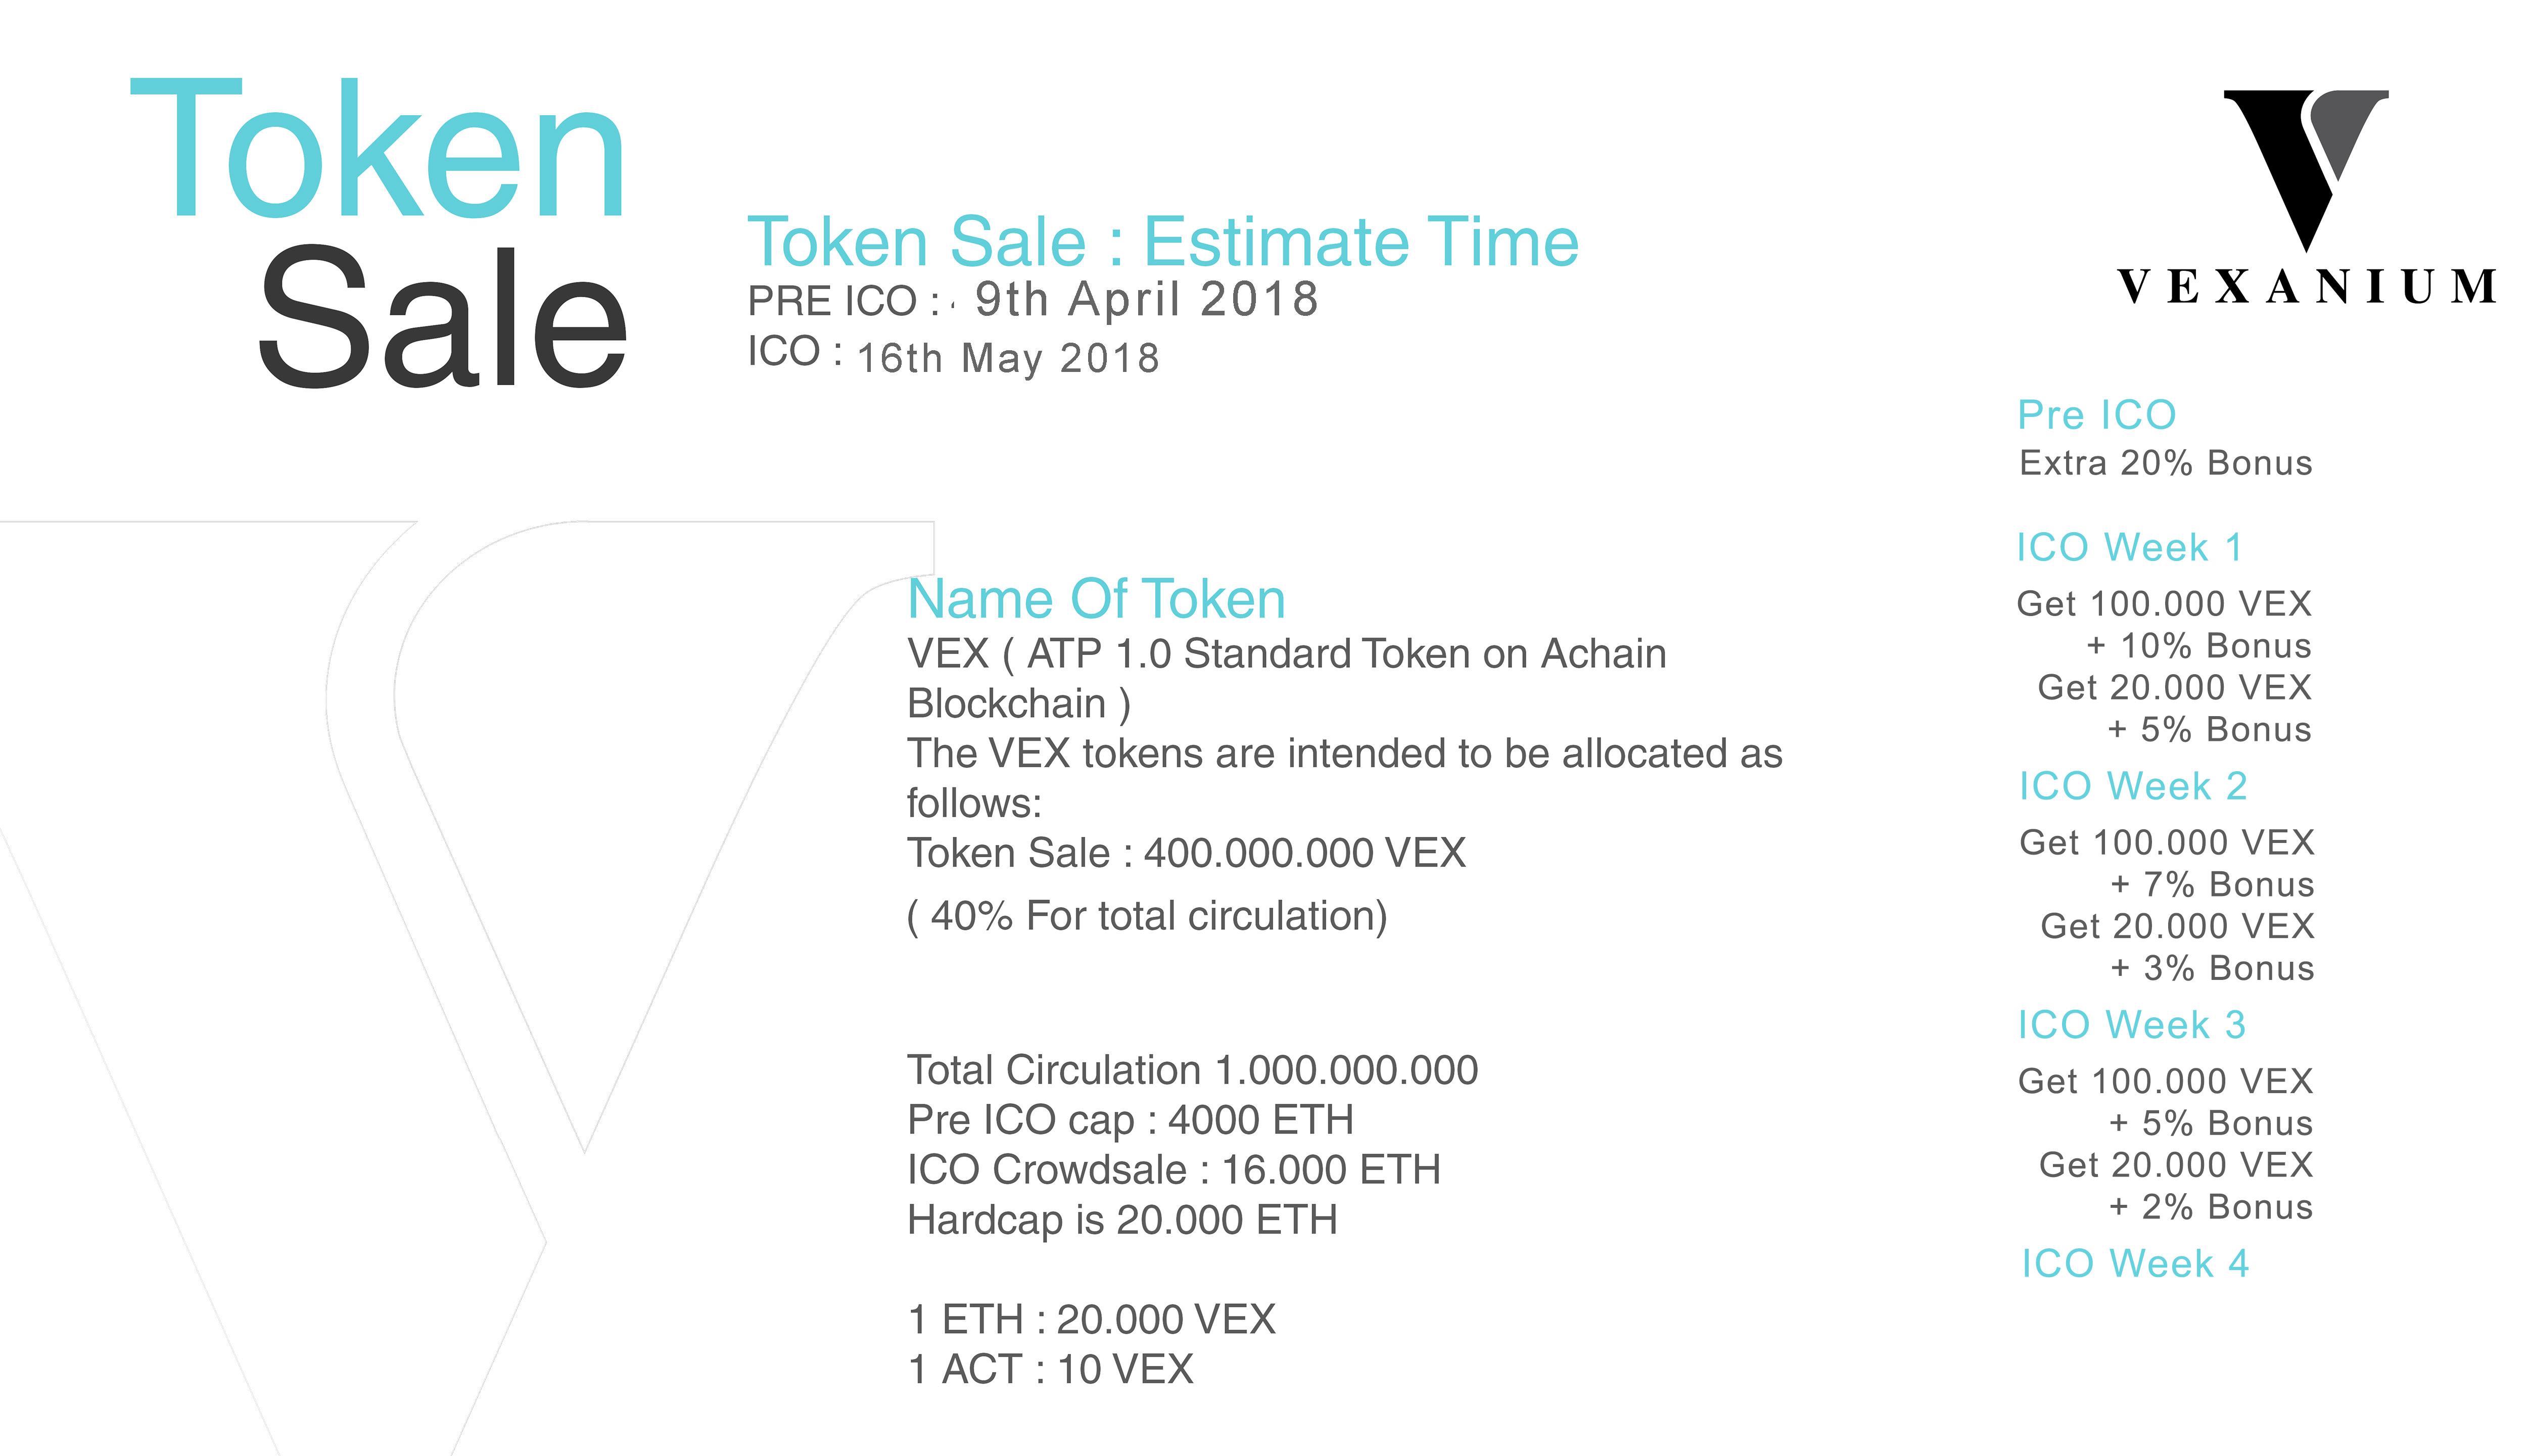 Token
Sale
Token Sale : Estimate Time
PRE ICO : 9th April 2018
ICO : 16th May 2018
Name Of Token
VEX ( ATP 1.0 Standard Token on Achain
Blockchain )
The VEX tokens are intended to be allocated as
follows:
Token Sale : 400.000.000 VEX
( 40% For total circulation)
Total Circulation 1.000.000.000
Pre ICO cap : 4000 ETH
ICO Crowdsale : 16.000 ETH
Hardcap is 20.000 ETH
1 ETH : 20.000 VEX
1 ACT : 10 VEX
VEXANIUM
Pre ICO
Extra 20% Bonus
ICO Week 1
Get 100.000 VEX
+ 10% Bonus
Get 20.000 VEX
+ 5% Bonus
ICO Week 2
Get 100.000 VEX
+ 7% Bonus
Get 20.000 VEX
+ 3% Bonus
ICO Week 3
Get 100.000 VEX
+ 5% Bonus
Get 20.000 VEX
+ 2% Bonus
ICO Week 4